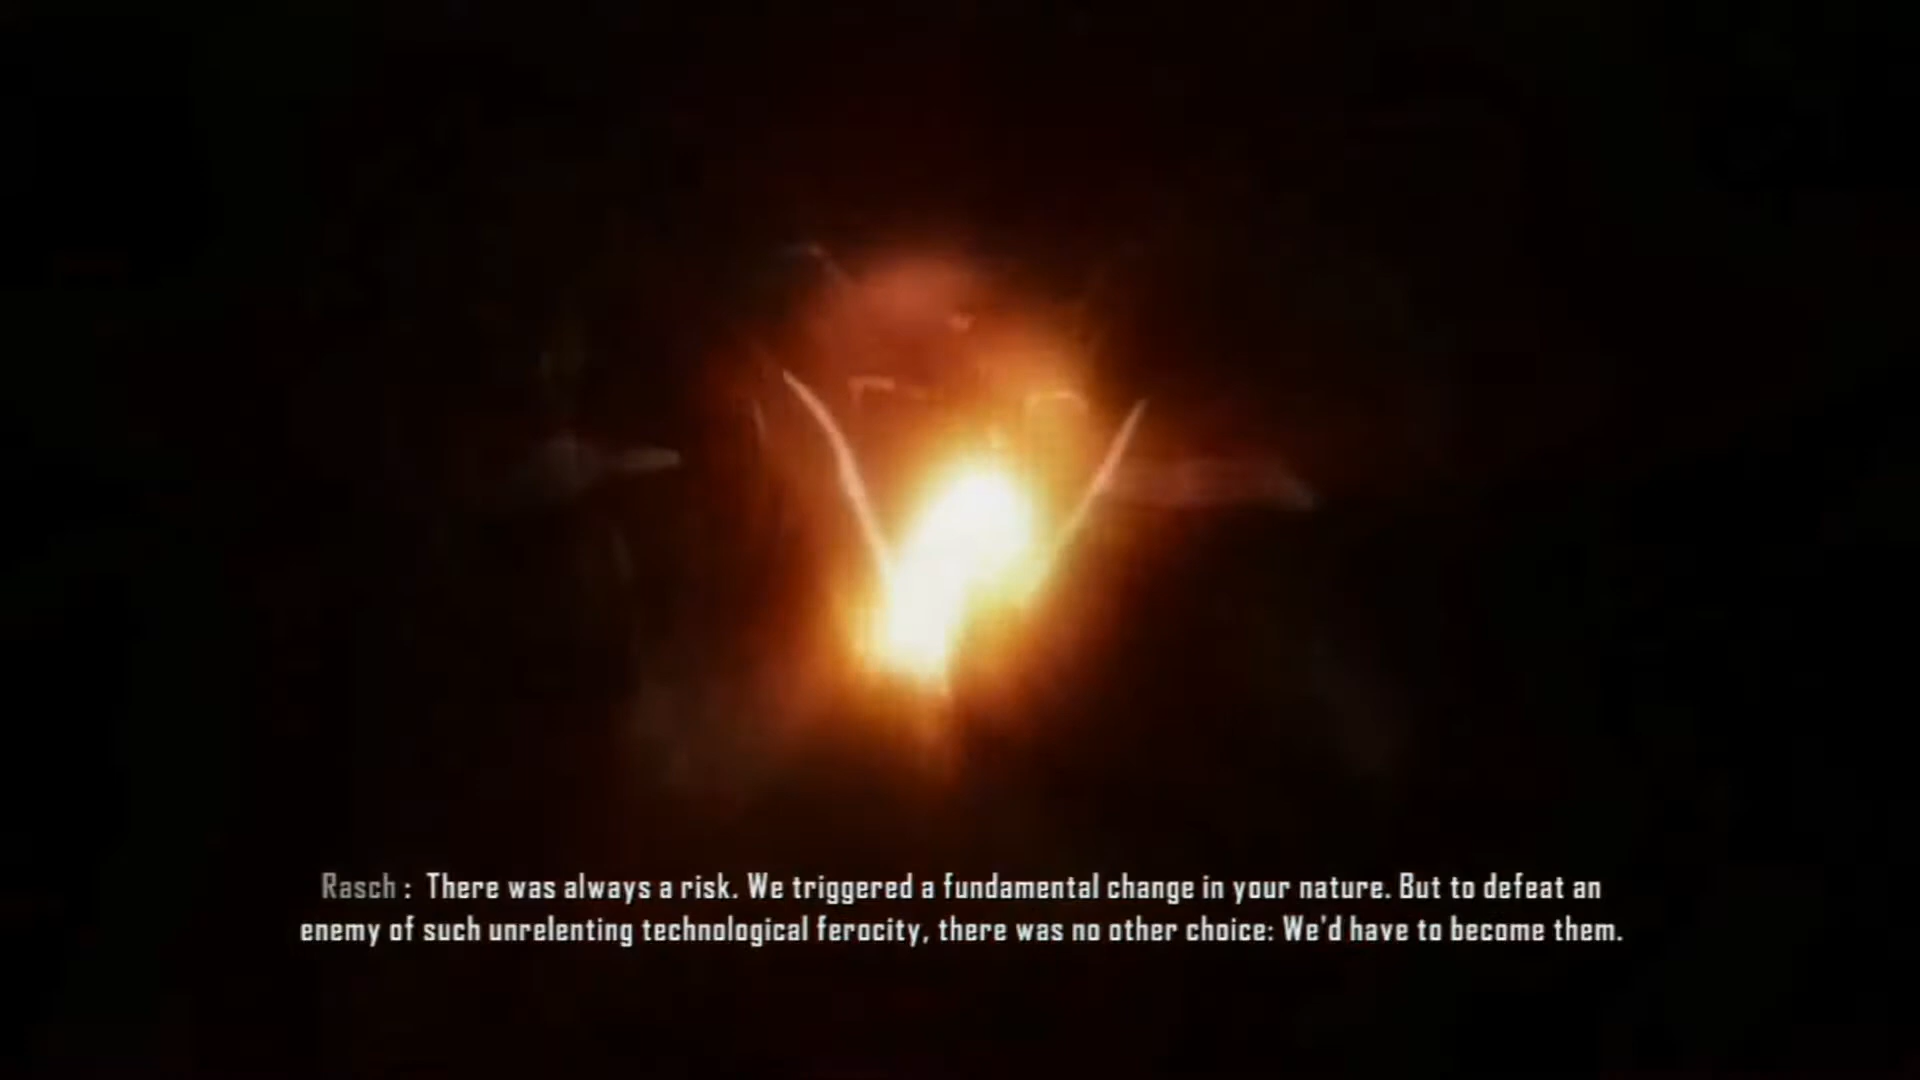 Rasch : There was always a risk. We triggered a fundamental change in your nature. But to defeat an
enemy of such unrelenting technological ferocity, there was no other choice: We'd have to become them.